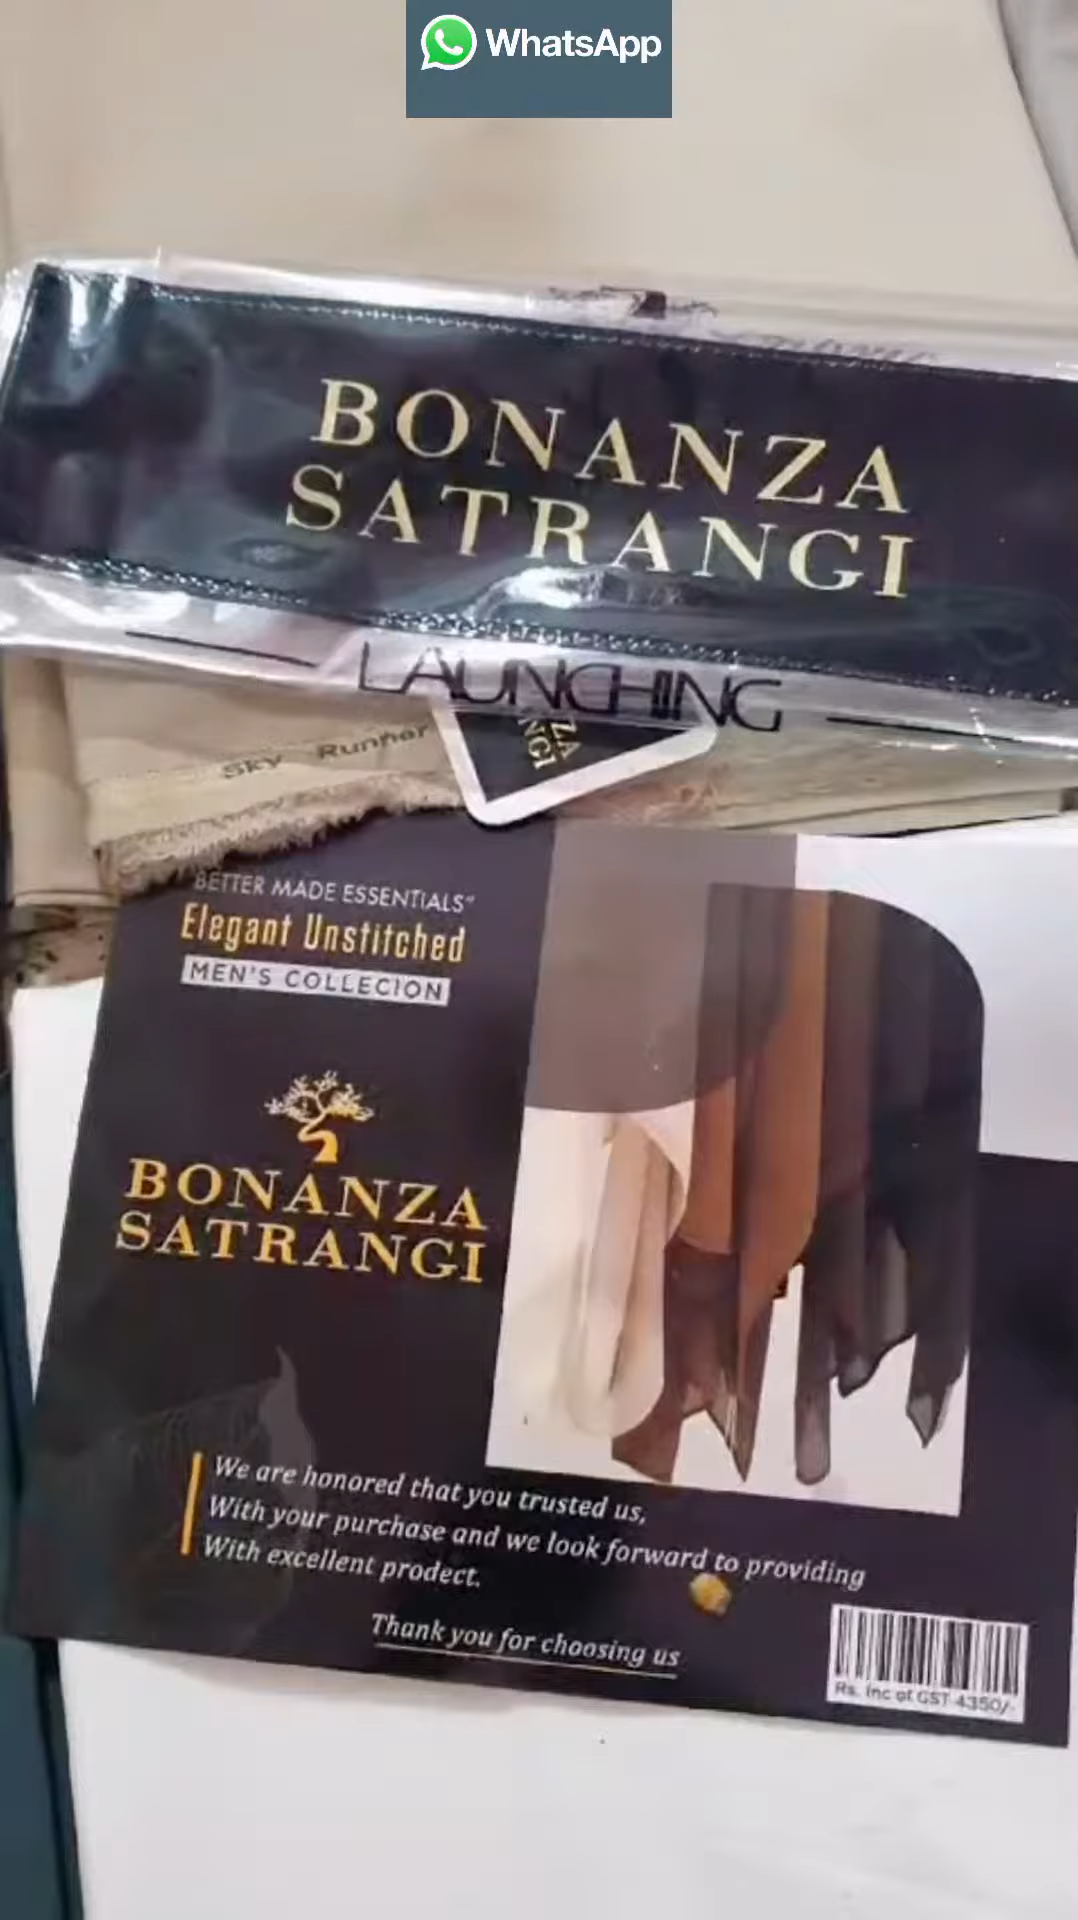 WhatsApp
BONANZA
SATRANGI
LAUNCHING
Sky Runner
ZA
NGI
BETTER MADE ESSENTIALS
Elegant Unstitched
MEN'S COLLECION
BONANZA
SATRANGI
We are honored that you trusted us,
With your purchase and we look forward to providing
With excellent prodect.
Thank you for choosing us
Rs. Inc of GST 4350/-